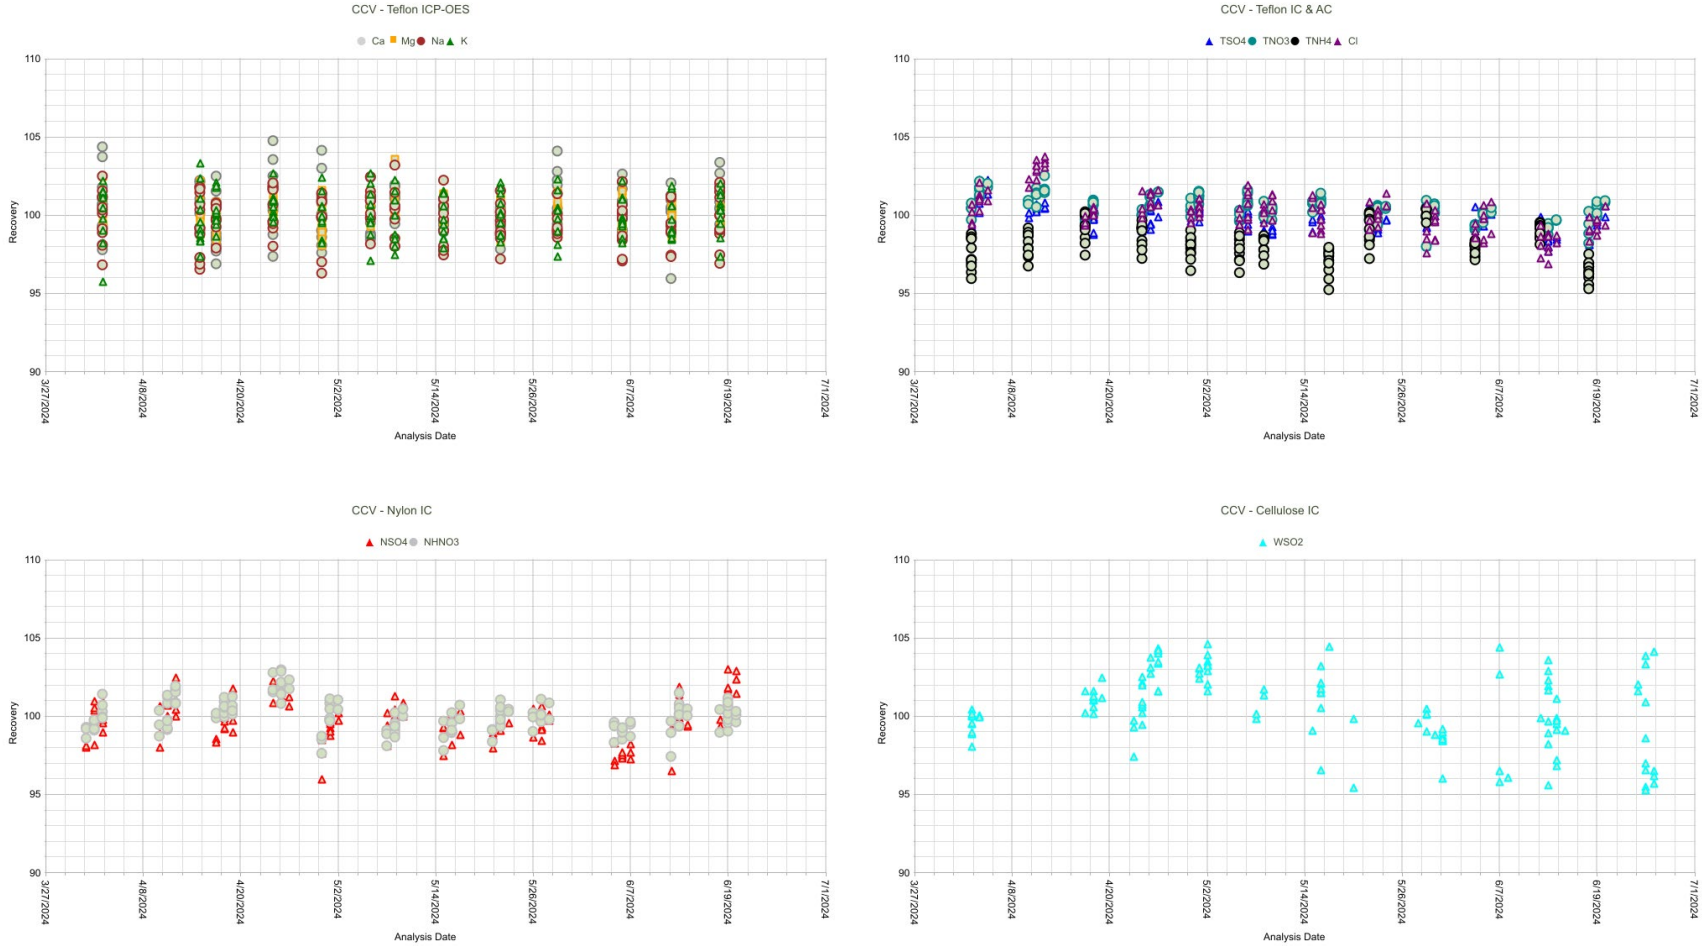 CCV - Teflon ICP-OES
Ca Mg Na K
110
105
100
95
90
Recovery
3/27/2024 4/8/2024 4/20/2024 5/2/2024 5/14/2024 5/26/2024 6/7/2024 6/19/2024 7/1/2024
Analysis Date
CCV - Teflon IC & AC
TSO4 TNO3 TNH4 Cl
110
105
100
95
90
Recovery
3/27/2024 4/8/2024 4/20/2024 5/2/2024 5/14/2024 5/26/2024 6/7/2024 6/19/2024 7/1/2024
Analysis Date
CCV - Nylon IC
NSO4 NHNO3
110
105
100
95
90
Recovery
3/27/2024 4/8/2024 4/20/2024 5/2/2024 5/14/2024 5/26/2024 6/7/2024 6/19/2024 7/1/2024
Analysis Date
CCV - Cellulose IC
WSO2
110
105
100
95
90
Recovery
3/27/2024 4/8/2024 4/20/2024 5/2/2024 5/14/2024 5/26/2024 6/7/2024 6/19/2024 7/1/2024
Analysis Date